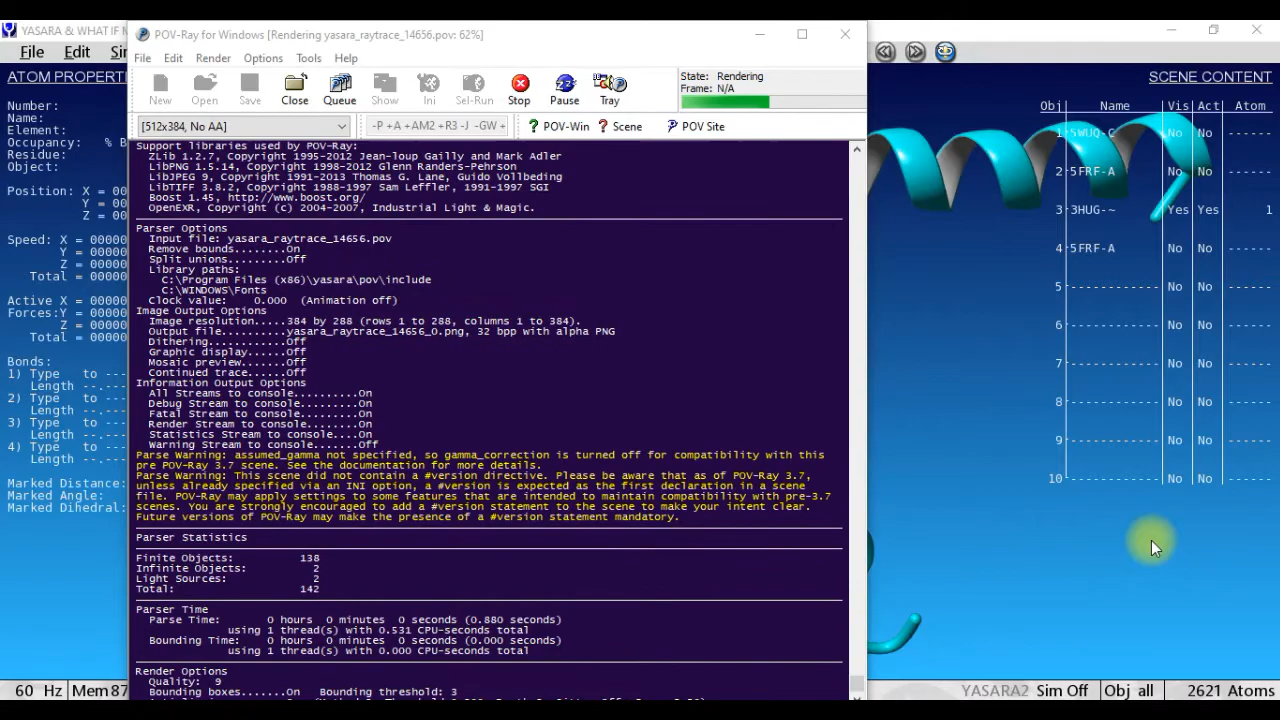 YASARA & WHAT IF
File Edit
ATOM PROPERTI
Number:
Name:
Element:
Occupancy: % B
Residue:
Object:
Position: X = 00
Y = 00
Z = 00
Speed: X = 00000
Y = 00000
Z = 00000
Total = 00000
Active X = 00000
Forces:Y = 00000
Z = 00000
Total = 00000
Bonds:
1) Type to ---
Length --.---
2) Type to ---
Length --.---
3) Type to ---
Length --.---
4) Type to ---
Length --.---
Marked Distance:
Marked Angle:
Marked Dihedral:
60 Hz Mem87
POV-Ray for Windows [Rendering yasara_raytrace_14656.pov: 62%]
File Edit Render Options Tools Help
New Open Save Close Queue Show Ini Sel-Run Stop Pause Tray
State: Rendering
Frame: N/A
[512x384, No AA] -P +A +AM2 +R3 -J -GW + POV-Win Scene POV Site
Support libraries used by POV-Ray:
ZLib 1.2.7, Copyright 1995-2012 Jean-loup Gailly and Mark Adler
LibPNG 1.5.14, Copyright 1998-2012 Glenn Randers-Pehrson
LibJPEG 9, Copyright 1991-2013 Thomas G. Lane, Guido Vollbeding
LibTIFF 3.8.2, Copyright 1988-1997 Sam Leffler, 1991-1997 SGI
Boost 1.45, http://www.boost.org/
OpenEXR, Copyright (c) 2004-2007, Industrial Light & Magic.
Parser Options
Input file: yasara_raytrace_14656.pov
Remove bounds........On
Split unions.........Off
Library paths:
C:\Program Files (x86)\yasara\pov\include
C:\WINDOWS\Fonts
Clock value: 0.000 (Animation off)
Image Output Options
Image resolution.....384 by 288 (rows 1 to 288, columns 1 to 384).
Output file..........yasara_raytrace_14656_O.png, 32 bpp with alpha PNG
Dithering............Off
Graphic display......Off
Mosaic preview.......Off
Continued trace......Off
Information Output Options
All Streams to console..........On
Debug Stream to console.........On
Fatal Stream to console.........On
Render Stream to console........On
Statistics Stream to console....On
Warning Stream to console.......Off
Parse Warning: assumed_gamma not specified, so gamma_correction is turned off for compatibility with this
pre POV-Ray 3.7 scene. See the documentation for more details.
Parse Warning: This scene did not contain a #version directive. Please be aware that as of POV-Ray 3.7,
unless already specified via an INI option, a #version is expected as the first declaration in a scene
file. POV-Ray may apply settings to some features that are intended to maintain compatibility with pre-3.7
scenes. You are strongly encouraged to add a #version statement to the scene to make your intent clear.
Future versions of POV-Ray may make the presence of a #version statement mandatory.
Parser Statistics
Finite Objects: 138
Infinite Objects: 2
Light Sources: 2
Total: 142
Parser Time
Parse Time: 0 hours 0 minutes 0 seconds (0.880 seconds)
using 1 thread(s) with 0.531 CPU-seconds total
Bounding Time: 0 hours 0 minutes 0 seconds (0.000 seconds)
using 1 thread(s) with 0.000 CPU-seconds total
Render Options
Quality: 9
Bounding boxes.......On Bounding threshold: 3
SCENE CONTENT
Obj Name Vis Act Atom
1 5WUQ-C No No ------
2 5FRF-A No No ------
3 3HUG-~ Yes Yes 1
4 5FRF-A No No ------
5 No No ------
6 No No ------
7 No No ------
8 No No ------
9 No No ------
10 ------ No No ------
YASARA2 Sim Off Obj all 2621 Atoms